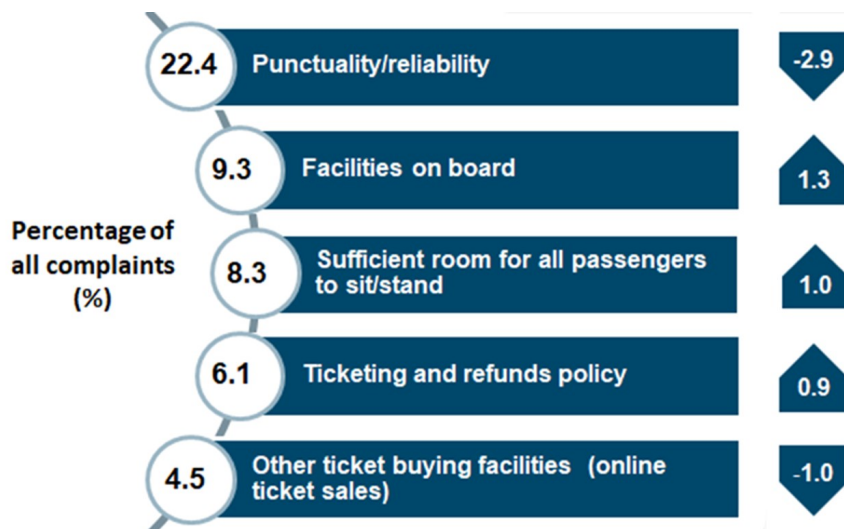 22.4 Punctuality/reliability -2.9
9.3 Facilities on board 1.3
Percentage of
all complaints
(%)
8.3 Sufficient room for all passengers
to sit/stand 1.0
6.1 Ticketing and refunds policy 0.9
4.5 Other ticket buying facilities (online
ticket sales) -1.0